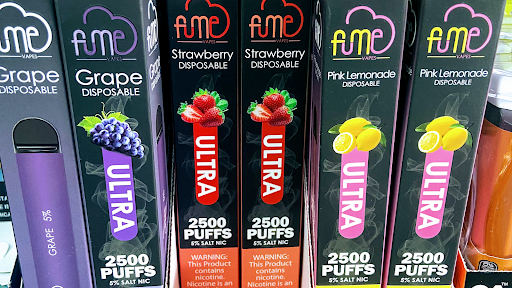 fume
VAPES
Grape
DISPOSABLE
GRAPE 5%
fume
VAPES
Grape
DISPOSABLE
ULTRA
2500
PUFFS
5% SALT NIC
VAPES
Strawberry
DISPOSABLE
ULTRA
2500
PUFFS
5% SALT NIC
WARNING:
This Product
contains
nicotine.
Nicotine is an
VAPES
Strawberry
DISPOSABLE
ULTRA
2500
PUFFS
5% SALT NIC
WARNING:
This Product
contains
nicotine.
Nicotine is an
fume
VAPES
Pink Lemonade
DISPOSABLE
ULTRA
2500
PUFFS
5% SALT NIC
fume
VAPES
Pink Lemonade
DISPOSABLE
ULTRA
2500
PUFFS
5% SALT NIC